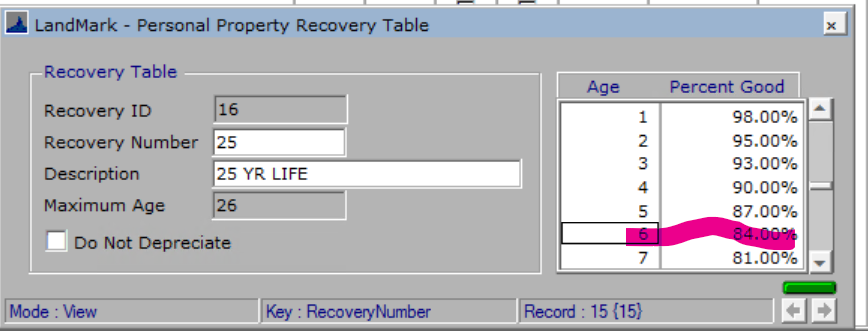 LandMark - Personal Property Recovery Table
Recovery Table
Recovery ID 16
Recovery Number 25
Description 25 YR LIFE
Maximum Age 26
Do Not Depreciate
Age Percent Good
1 98.00%
2 95.00%
3 93.00%
4 90.00%
5 87.00%
6 84.00%
7 81.00%
Mode : View Key : RecoveryNumber Record : 15 {15}